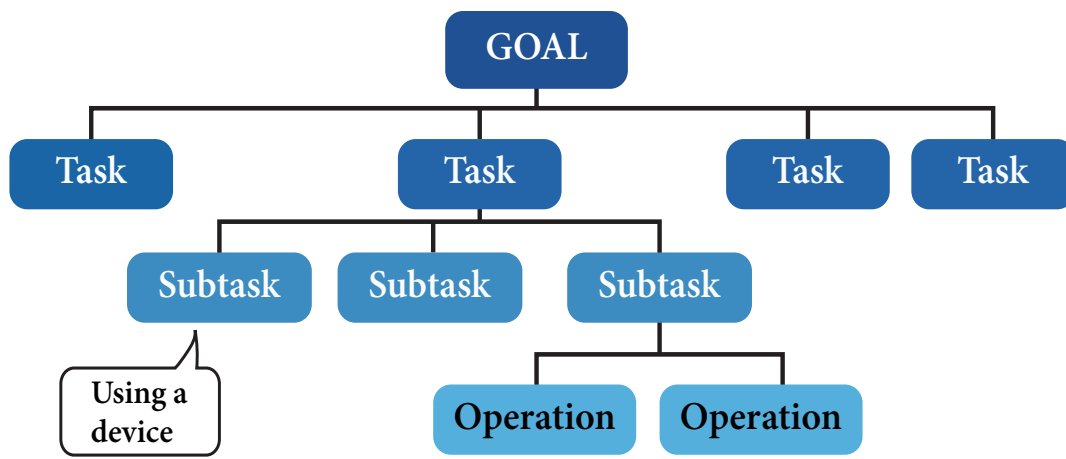 GOAL
Task
Task
Task
Task
Subtask
Subtask
Subtask
Using a
device
Operation
Operation